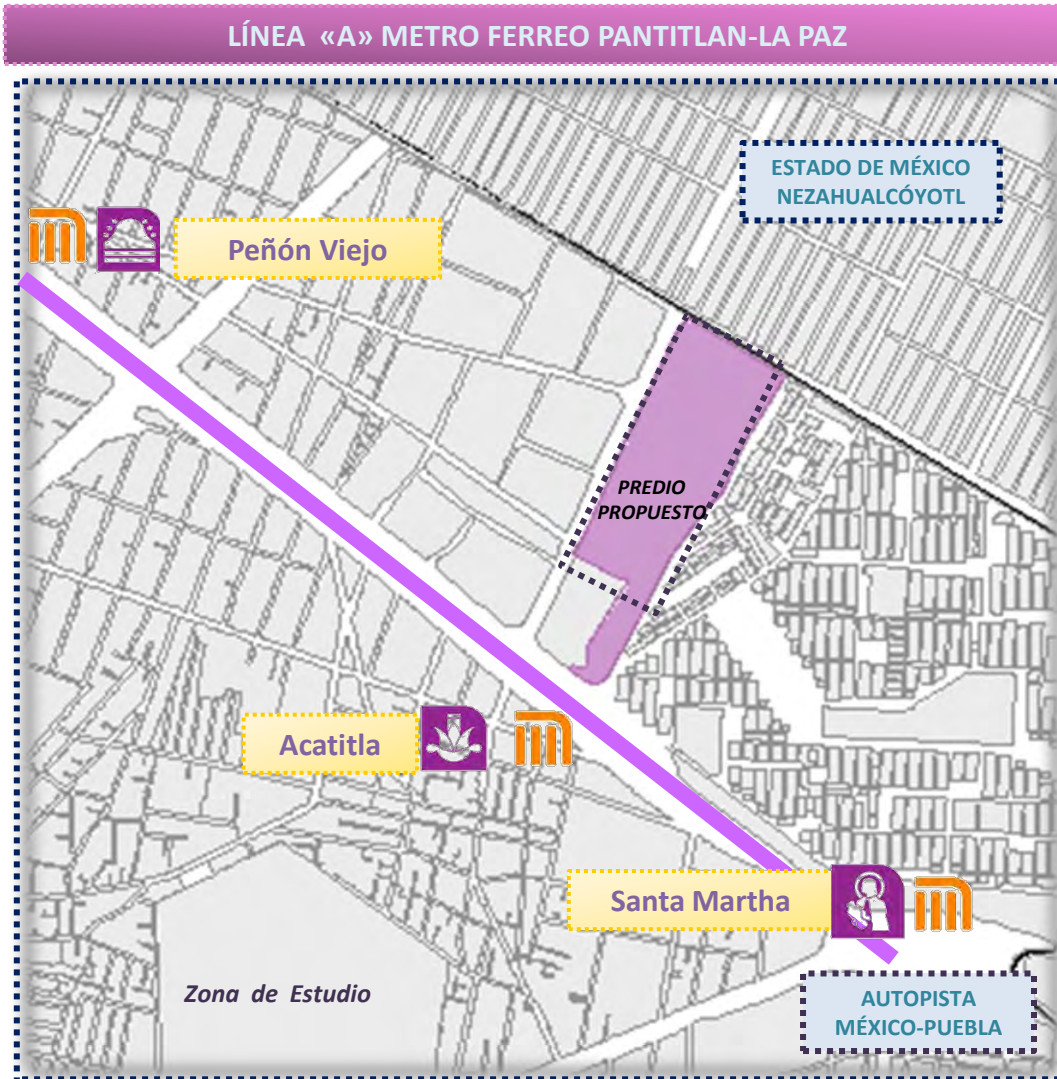 LÍNEA «A» METRO FERREO PANTITLAN-LA PAZ
ESTADO DE MÉXICO
NEZAHUALCÓYOTL
Peñón Viejo
PREDIO
PROPUESTO
Acatitla
Santa Martha
Zona de Estudio
AUTOPISTA
MÉXICO-PUEBLA